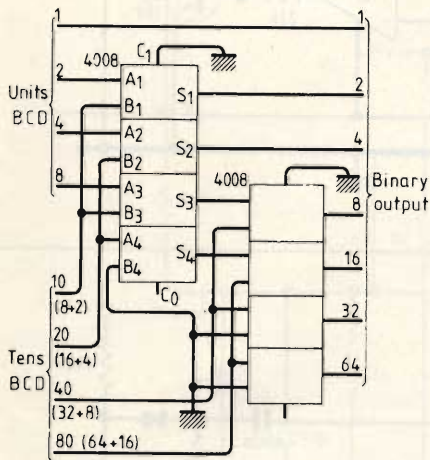 1 1
C1
4008
2 A1 S1 2
Units
BCD
B1
4 A2 S2 4
B2
8 A3 S3 4008
Binary
output
B3 8
A4 S4
B4 16
10
(8+2)
C0
20
(16+4)
32
Tens
BCD
40
(32+8)
64
80 (64+16)